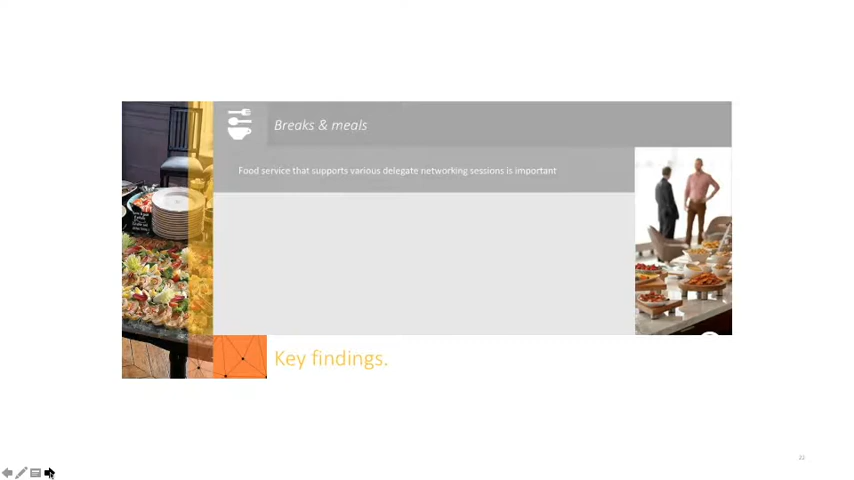 Breaks & meals
Food service that supports various delegate networking sessions is important
Key findings.